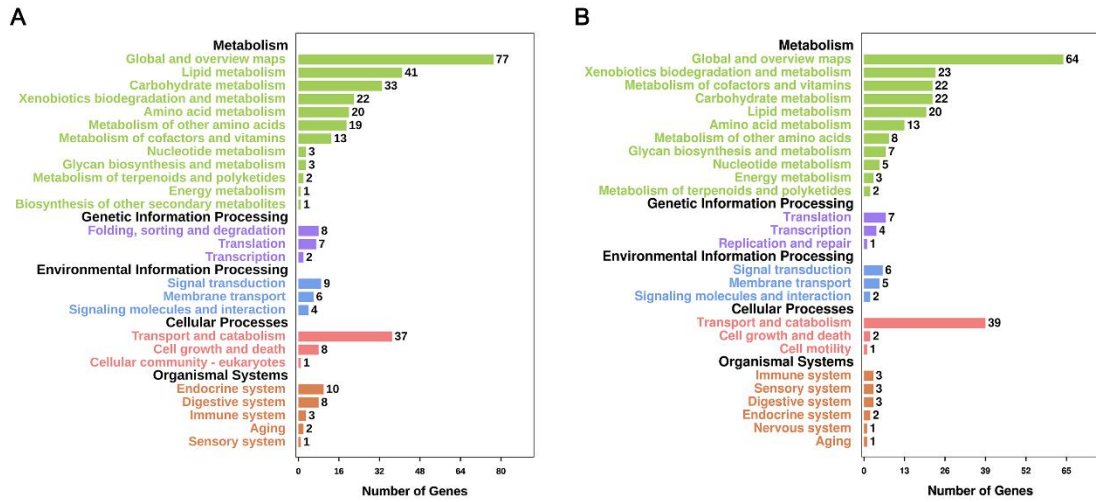 A
Metabolism
Global and overview maps 77
Lipid metabolism 41
Carbohydrate metabolism 33
Xenobiotics biodegradation and metabolism 22
Amino acid metabolism 20
Metabolism of other amino acids 19
Metabolism of cofactors and vitamins 13
Nucleotide metabolism 3
Glycan biosynthesis and metabolism 3
Metabolism of terpenoids and polyketides 2
Energy metabolism 1
Biosynthesis of other secondary metabolites 1
Genetic Information Processing
Folding, sorting and degradation 8
Translation 7
Transcription 2
Environmental Information Processing
Signal transduction 9
Membrane transport 6
Signaling molecules and interaction 4
Cellular Processes
Transport and catabolism 37
Cell growth and death 8
Cellular community - eukaryotes 1
Organismal Systems
Endocrine system 10
Digestive system 8
Immune system 3
Aging 2
Sensory system 1
0 16 32 48 64 80
Number of Genes
B
Metabolism
Global and overview maps 64
Xenobiotics biodegradation and metabolism 23
Metabolism of cofactors and vitamins 22
Carbohydrate metabolism 22
Lipid metabolism 20
Amino acid metabolism 13
Metabolism of other amino acids 8
Glycan biosynthesis and metabolism 7
Nucleotide metabolism 5
Energy metabolism 3
Metabolism of terpenoids and polyketides 2
Genetic Information Processing
Translation 7
Transcription 4
Replication and repair 1
Environmental Information Processing
Signal transduction 6
Membrane transport 5
Signaling molecules and interaction 2
Cellular Processes
Transport and catabolism 39
Cell growth and death 2
Cell motility 1
Organismal Systems
Immune system 3
Sensory system 3
Digestive system 3
Endocrine system 2
Nervous system 1
Aging 1
0 13 26 39 52 65
Number of Genes